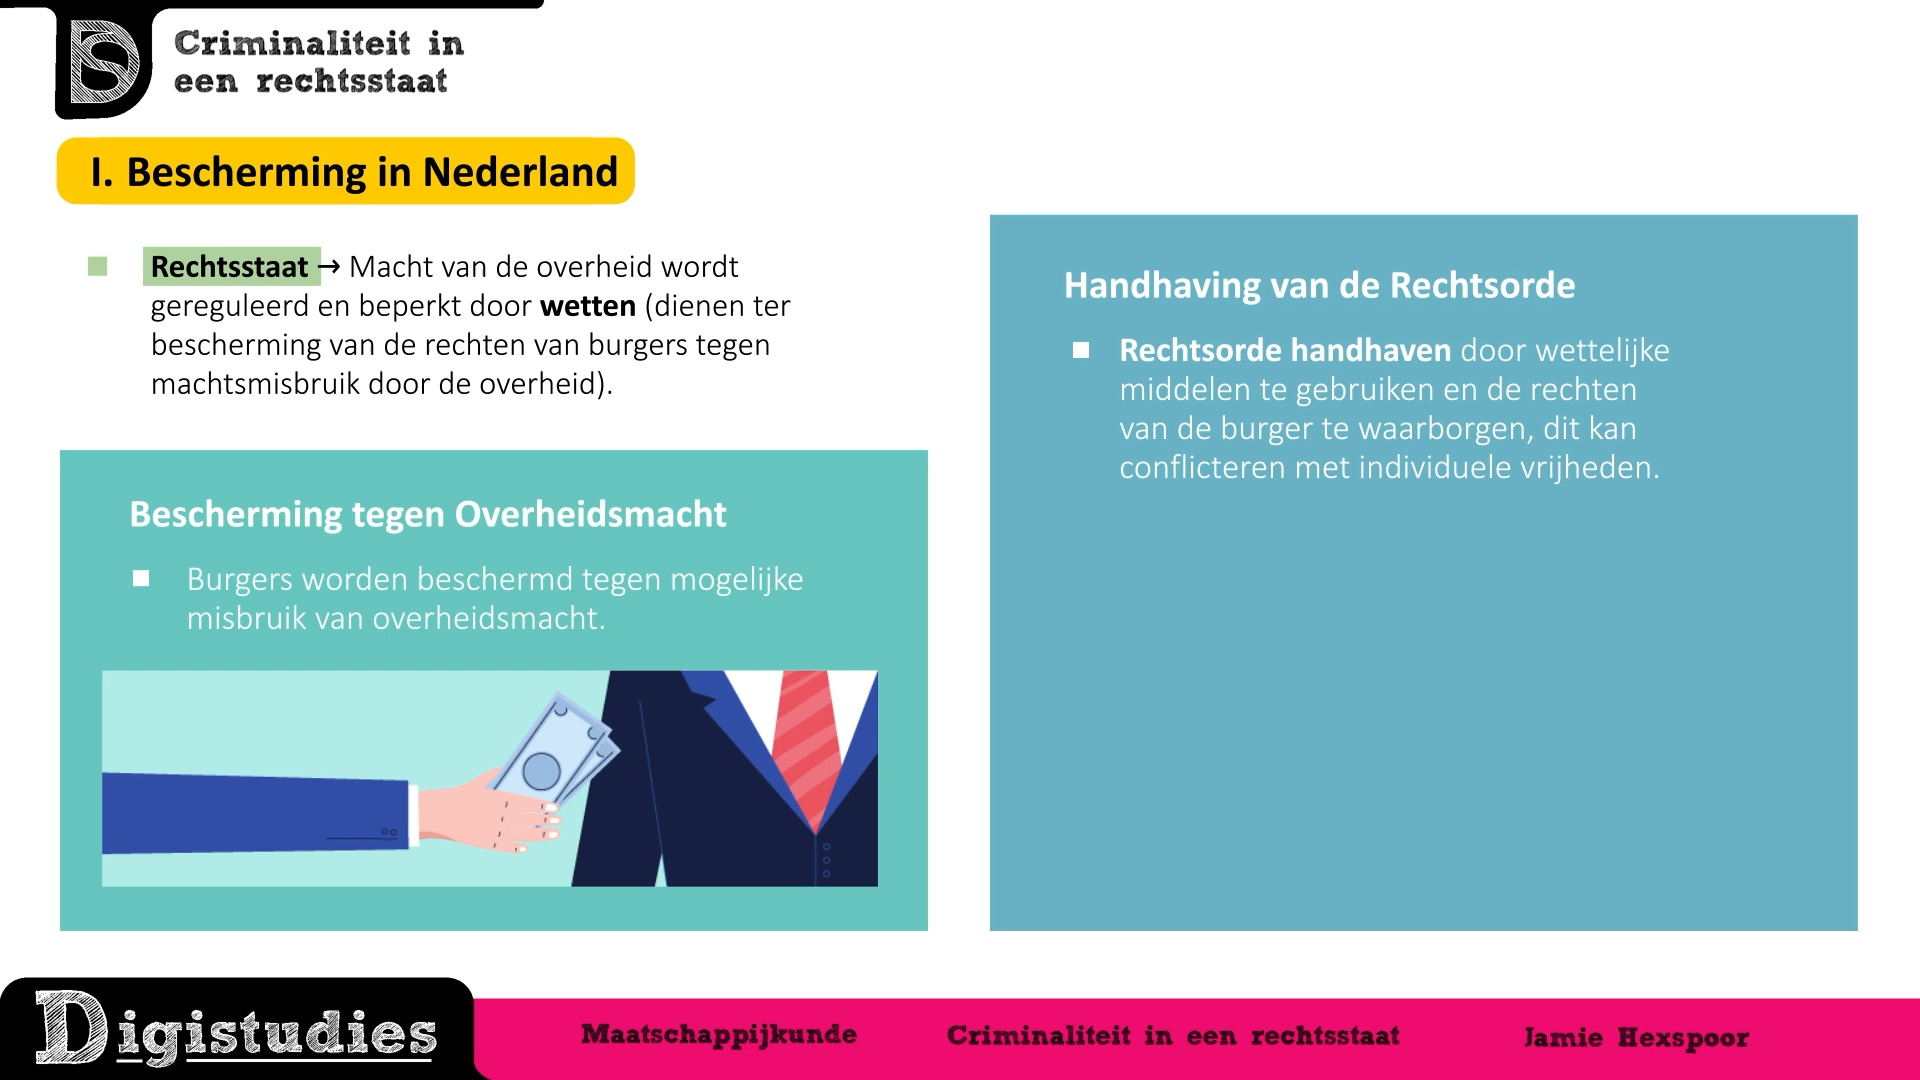 DS
Criminaliteit in
een rechtsstaat
I. Bescherming in Nederland
Rechtsstaat → Macht van de overheid wordt
gereguleerd en beperkt door wetten (dienen ter
bescherming van de rechten van burgers tegen
machtsmisbruik door de overheid).
Bescherming tegen Overheidsmacht
Burgers worden beschermd tegen mogelijke
misbruik van overheidsmacht.
Handhaving van de Rechtsorde
Rechtsorde handhaven door wettelijke
middelen te gebruiken en de rechten
van de burger te waarborgen, dit kan
conflicteren met individuele vrijheden.
Digistudies
Maatschappijkunde
Criminaliteit in een rechtsstaat
Jamie Hexspoor